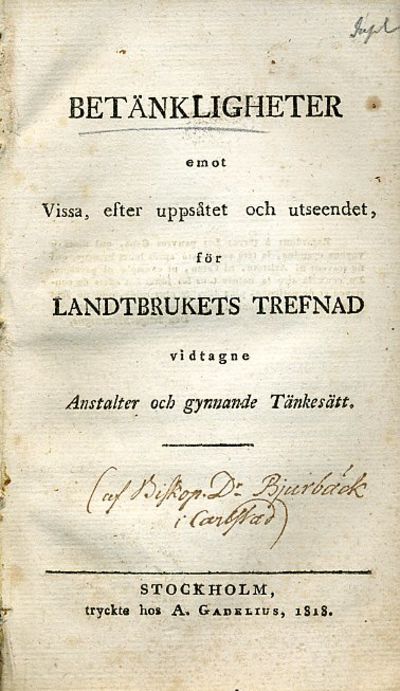 BETÄNKLIGHETER
emot
Vissa, efter uppsåtet och utseendet,
för
LANDTBRUKETS TREFNAD
vidtagne
Anstalter och gynnande Tänkesätt.
(af Biskop. Dr Bjurbäck
i Carlstad)
STOCKHOLM,
tryckte hos A. GADELIUS, 1818.